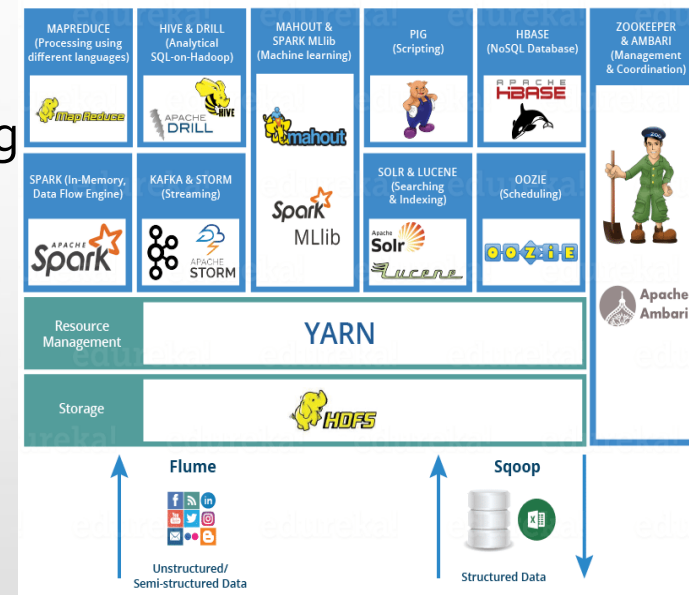 MAPREDUCE
(Processing using
different languages)
Map Reduce
HIVE & DRILL
(Analytical
SQL-on-Hadoop)
APACHE
DRILL
HIVE
MAHOUT &
SPARK MLlib
(Machine learning)
mahout
Spark
MLlib
PIG
(Scripting)
HBASE
(NoSQL Database)
APACHE
HBASE
ZOOKEEPER
& AMBARI
(Management
& Coordination)
ZOO
Apache
Ambari
g
SPARK (In-Memory,
Data Flow Engine)
APACHE
Spark
KAFKA & STORM
(Streaming)
APACHE
STORM
SOLR & LUCENE
(Searching
& Indexing)
Apache
Solr
Lucene
OOZIE
(Scheduling)
OOZIE
Resource
Management
YARN
Storage
HDFS
Flume
Unstructured/
Semi-structured Data
Sqoop
Structured Data
edureka!